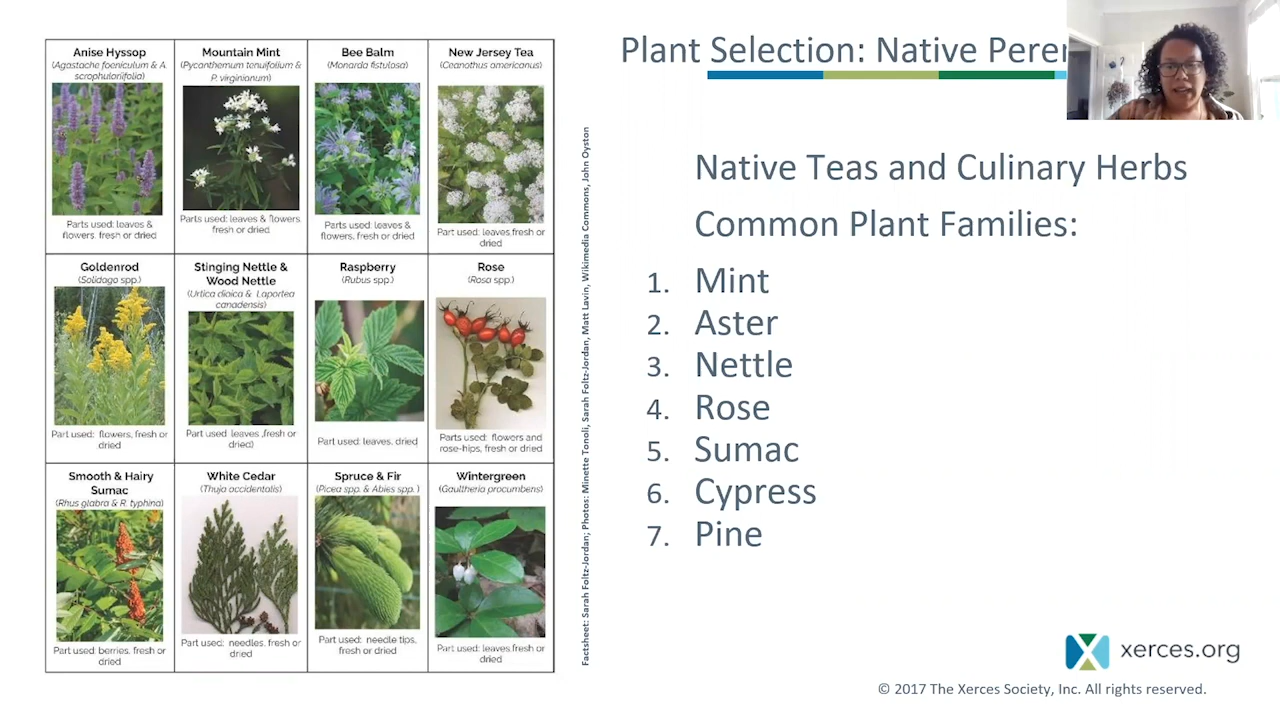 Anise Hyssop
(Agastache foeniculum & A.
scrophulariifolia)
Parts used: leaves &
flowers, fresh or dried
Mountain Mint
(Pycanthemum tenuifolium &
P. virginianum)
Parts used: leaves & flowers,
fresh or dried
Bee Balm
(Monarda fistulosa)
Parts used: leaves &
flowers, fresh or dried
New Jersey Tea
(Ceanothus americanus)
Part used: leaves,fresh or
dried
Goldenrod
(Solidago spp.)
Part used: flowers, fresh or
dried
Stinging Nettle &
Wood Nettle
(Urtica dioica & Laportea
canadensis)
Part used: leaves ,fresh or
dried)
Raspberry
(Rubus spp.)
Part used: leaves, dried
Rose
(Rosa spp.)
Parts used: flowers and
rose-hips, fresh or dried
Smooth & Hairy
Sumac
(Rhus glabra & R. typhina)
Part used: berries, fresh or
dried
White Cedar
(Thuja occidentalis)
Part used: needles, fresh or
dried
Spruce & Fir
(Picea spp. & Abies spp. )
Part used: needle tips,
fresh or dried
Wintergreen
(Gaultheria procumbens)
Part used: leaves,fresh or
dried
Factsheet: Sarah Foltz-Jordan; Photos: Minette Tonoli, Sarah Foltz-Jordan, Matt Lavin, Wikimedia Commons, John Oyston
Plant Selection: Native Peren
Native Teas and Culinary Herbs
Common Plant Families:
1. Mint
2. Aster
3. Nettle
4. Rose
5. Sumac
6. Cypress
7. Pine
xerces.org
© 2017 The Xerces Society, Inc. All rights reserved.